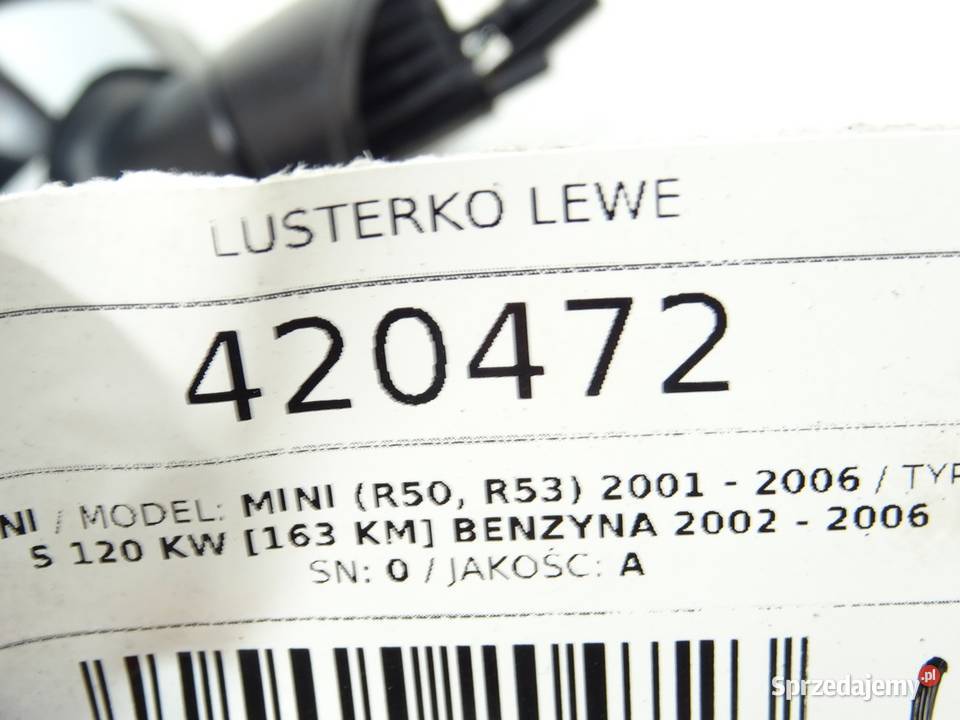 LUSTERKO LEWE
420472
NI / MODEL: MINI (R50, R53) 2001 - 2006 / TYP
S 120 KW [163 KM] BENZYNA 2002 - 2006
SN: 0 / JAKOŚĆ: A
Sprzedajemy.pl